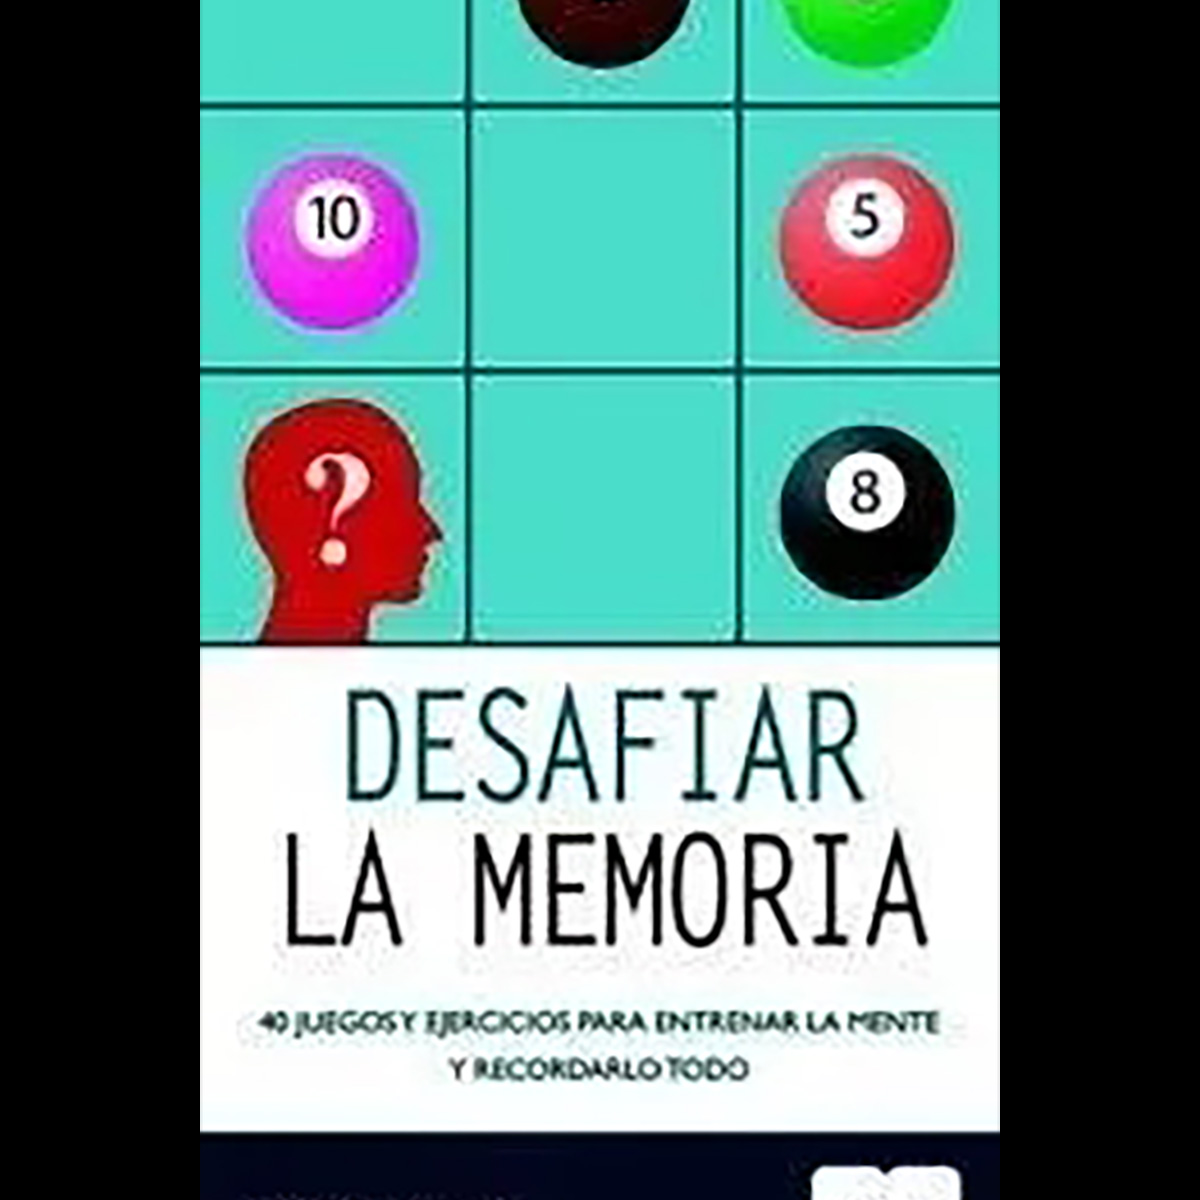 10
5
?
8
DESAFIAR
LA MEMORIA
40 JUEGOS Y EJERCICIOS PARA ENTRENAR LA MENTE
Y RECORDARLO TODO